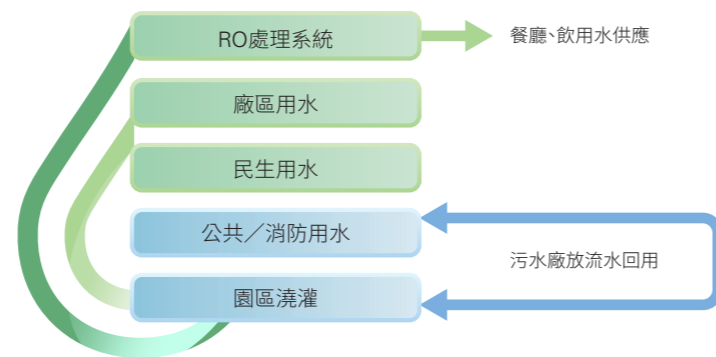 RO處理系統
餐廳、飲用水供應
廠區用水
民生用水
公共／消防用水
污水廠放流水回用
園區澆灌